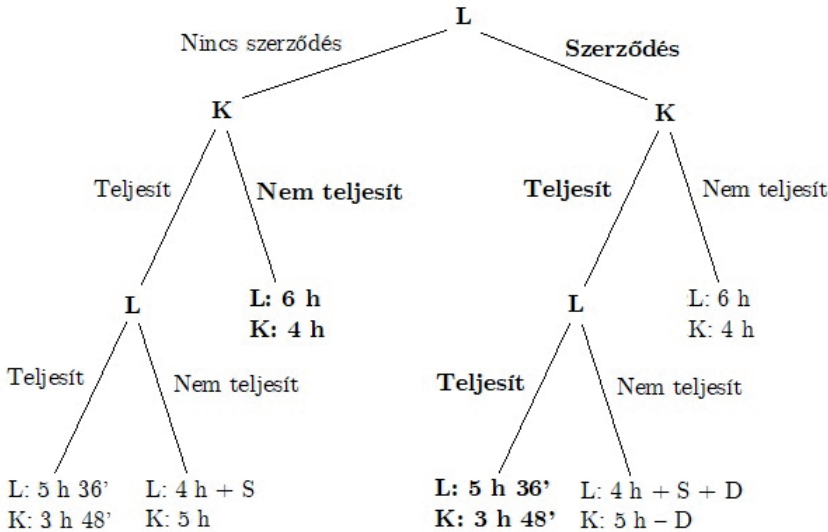 L
Nincs szerződés
Szerződés
K
K
Teljesít
Nem teljesít
Teljesít
Nem teljesít
L
L: 6 h
K: 4 h
L
L: 6 h
K: 4 h
Teljesít
Nem teljesít
Teljesít
Nem teljesít
L: 5 h 36'
K: 3 h 48'
L: 4 h + S
K: 5 h
L: 5 h 36'
K: 3 h 48'
L: 4 h + S + D
K: 5 h – D